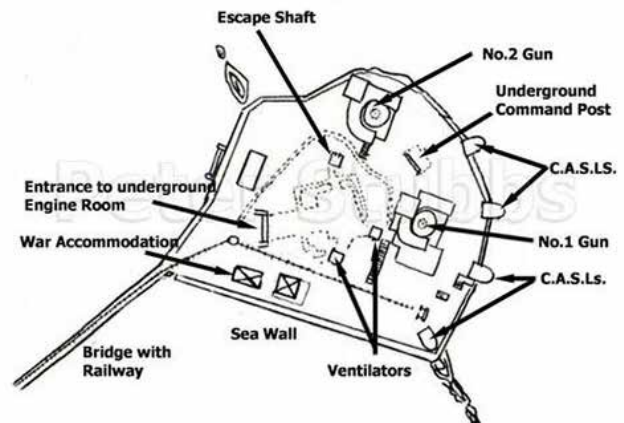 Escape Shaft
No.2 Gun
Underground
Command Post
C.A.S.LS.
Entrance to underground
Engine Room
War Accommodation
No.1 Gun
C.A.S.Ls.
Sea Wall
Bridge with
Railway
Ventilators
Peter Stubbs